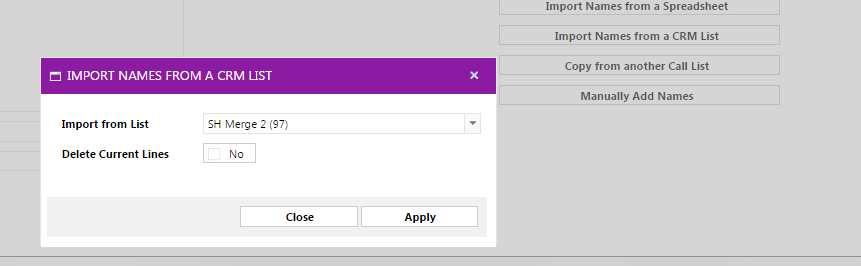 Import Names from a Spreadsheet
Import Names from a CRM List
Copy from another Call List
Manually Add Names
IMPORT NAMES FROM A CRM LIST
Import from List SH Merge 2 (97)
Delete Current Lines No
Close Apply